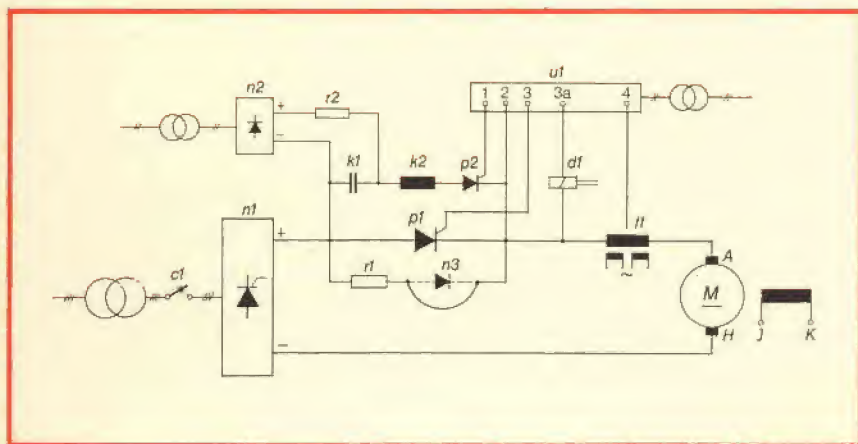 u1
n2
1 2 3 3a 4
+
r2
−
k1 k2 p2
d1
n1
p1
f1
+
A
c1
r1 n3
~
M
−
H J K